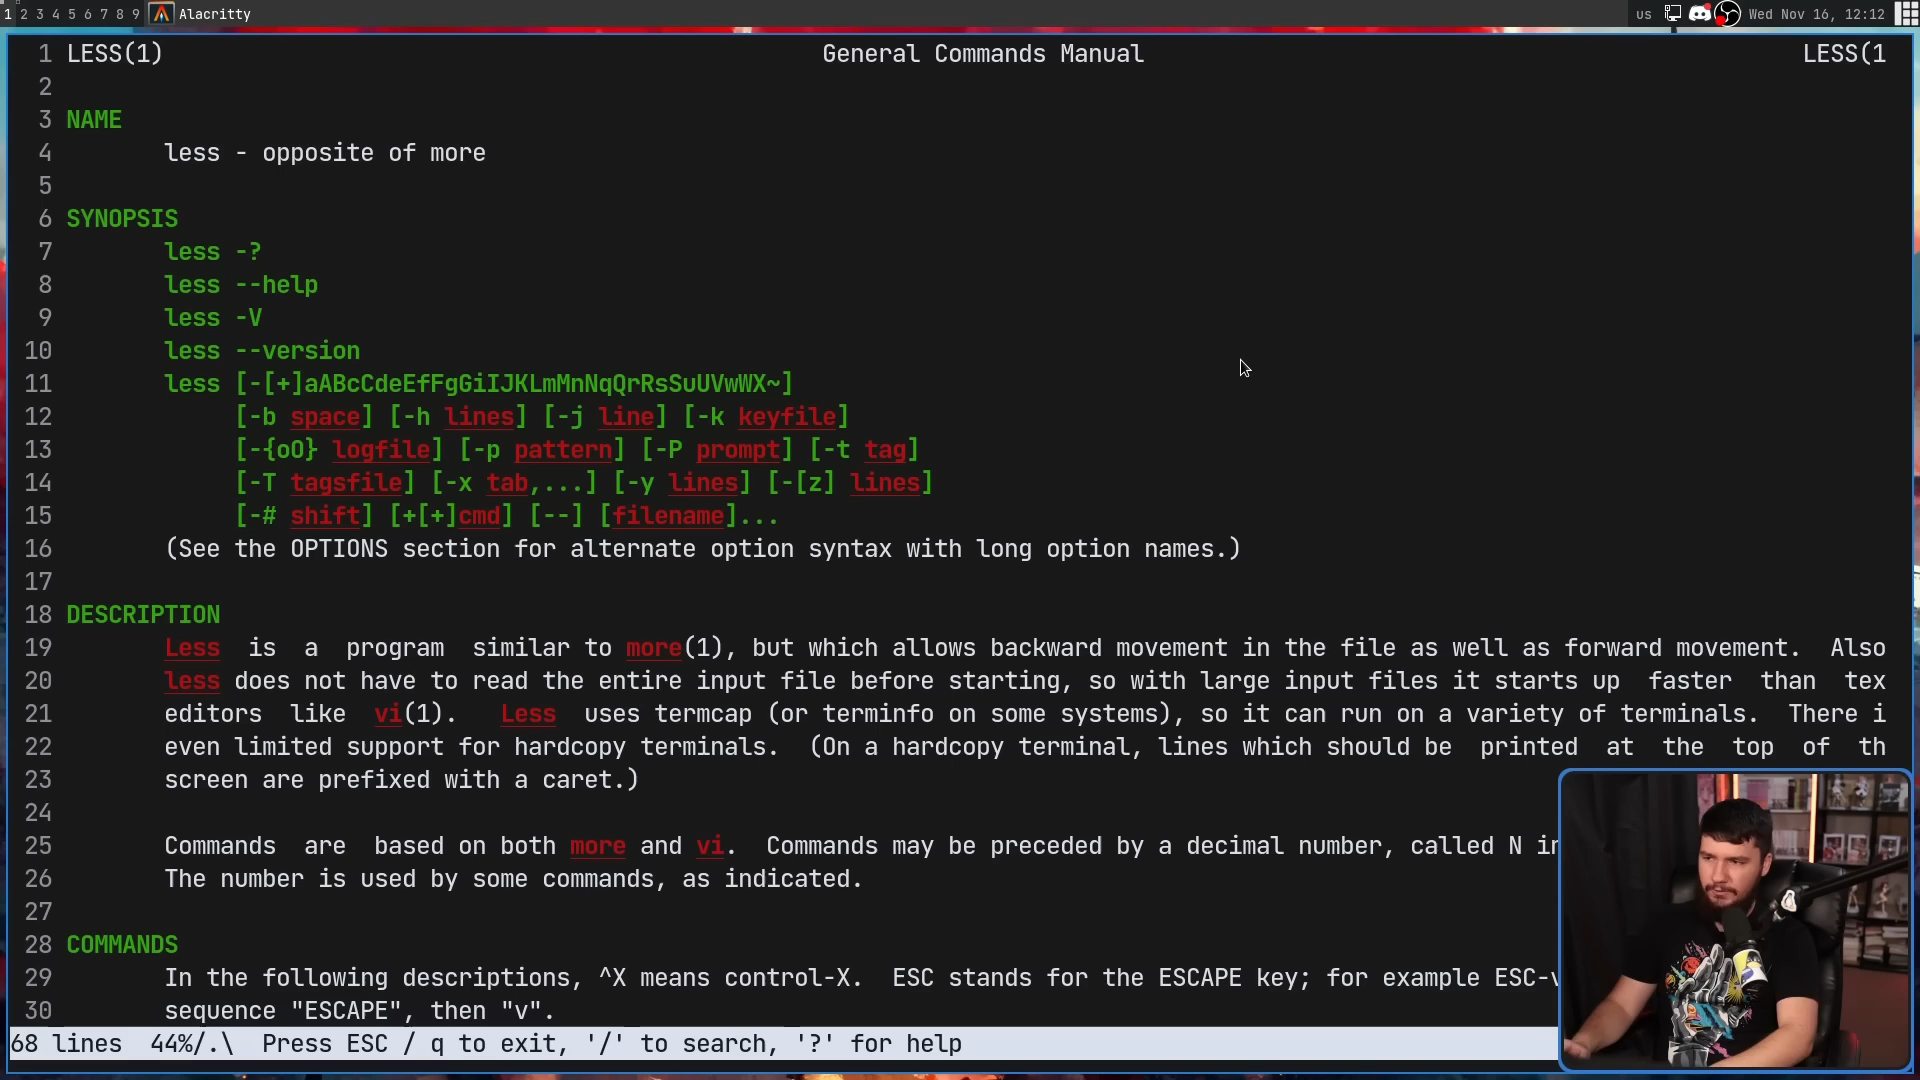 1 2 3 4 5 6 7 8 9 Alacritty us Wed Nov 16, 12:12
1 LESS(1) General Commands Manual LESS(1
2
3 NAME
4 less - opposite of more
5
6 SYNOPSIS
7 less -?
8 less --help
9 less -V
10 less --version
11 less [-[+]aABcCdeEfFgGiIJKLmMnNqQrRsSuUVwWX~]
12 [-b space] [-h lines] [-j line] [-k keyfile]
13 [-{oO} logfile] [-p pattern] [-P prompt] [-t tag]
14 [-T tagsfile] [-x tab,...] [-y lines] [-[z] lines]
15 [-# shift] [+[+]cmd] [--] [filename]...
16 (See the OPTIONS section for alternate option syntax with long option names.)
17
18 DESCRIPTION
19 Less is a program similar to more(1), but which allows backward movement in the file as well as forward movement. Also
20 less does not have to read the entire input file before starting, so with large input files it starts up faster than tex
21 editors like vi(1). Less uses termcap (or terminfo on some systems), so it can run on a variety of terminals. There i
22 even limited support for hardcopy terminals. (On a hardcopy terminal, lines which should be printed at the top of th
23 screen are prefixed with a caret.)
24
25 Commands are based on both more and vi. Commands may be preceded by a decimal number, called N in
26 The number is used by some commands, as indicated.
27
28 COMMANDS
29 In the following descriptions, ^X means control-X. ESC stands for the ESCAPE key; for example ESC-v
30 sequence "ESCAPE", then "v".
68 lines 44%/.\ Press ESC / q to exit, '/' to search, '?' for help